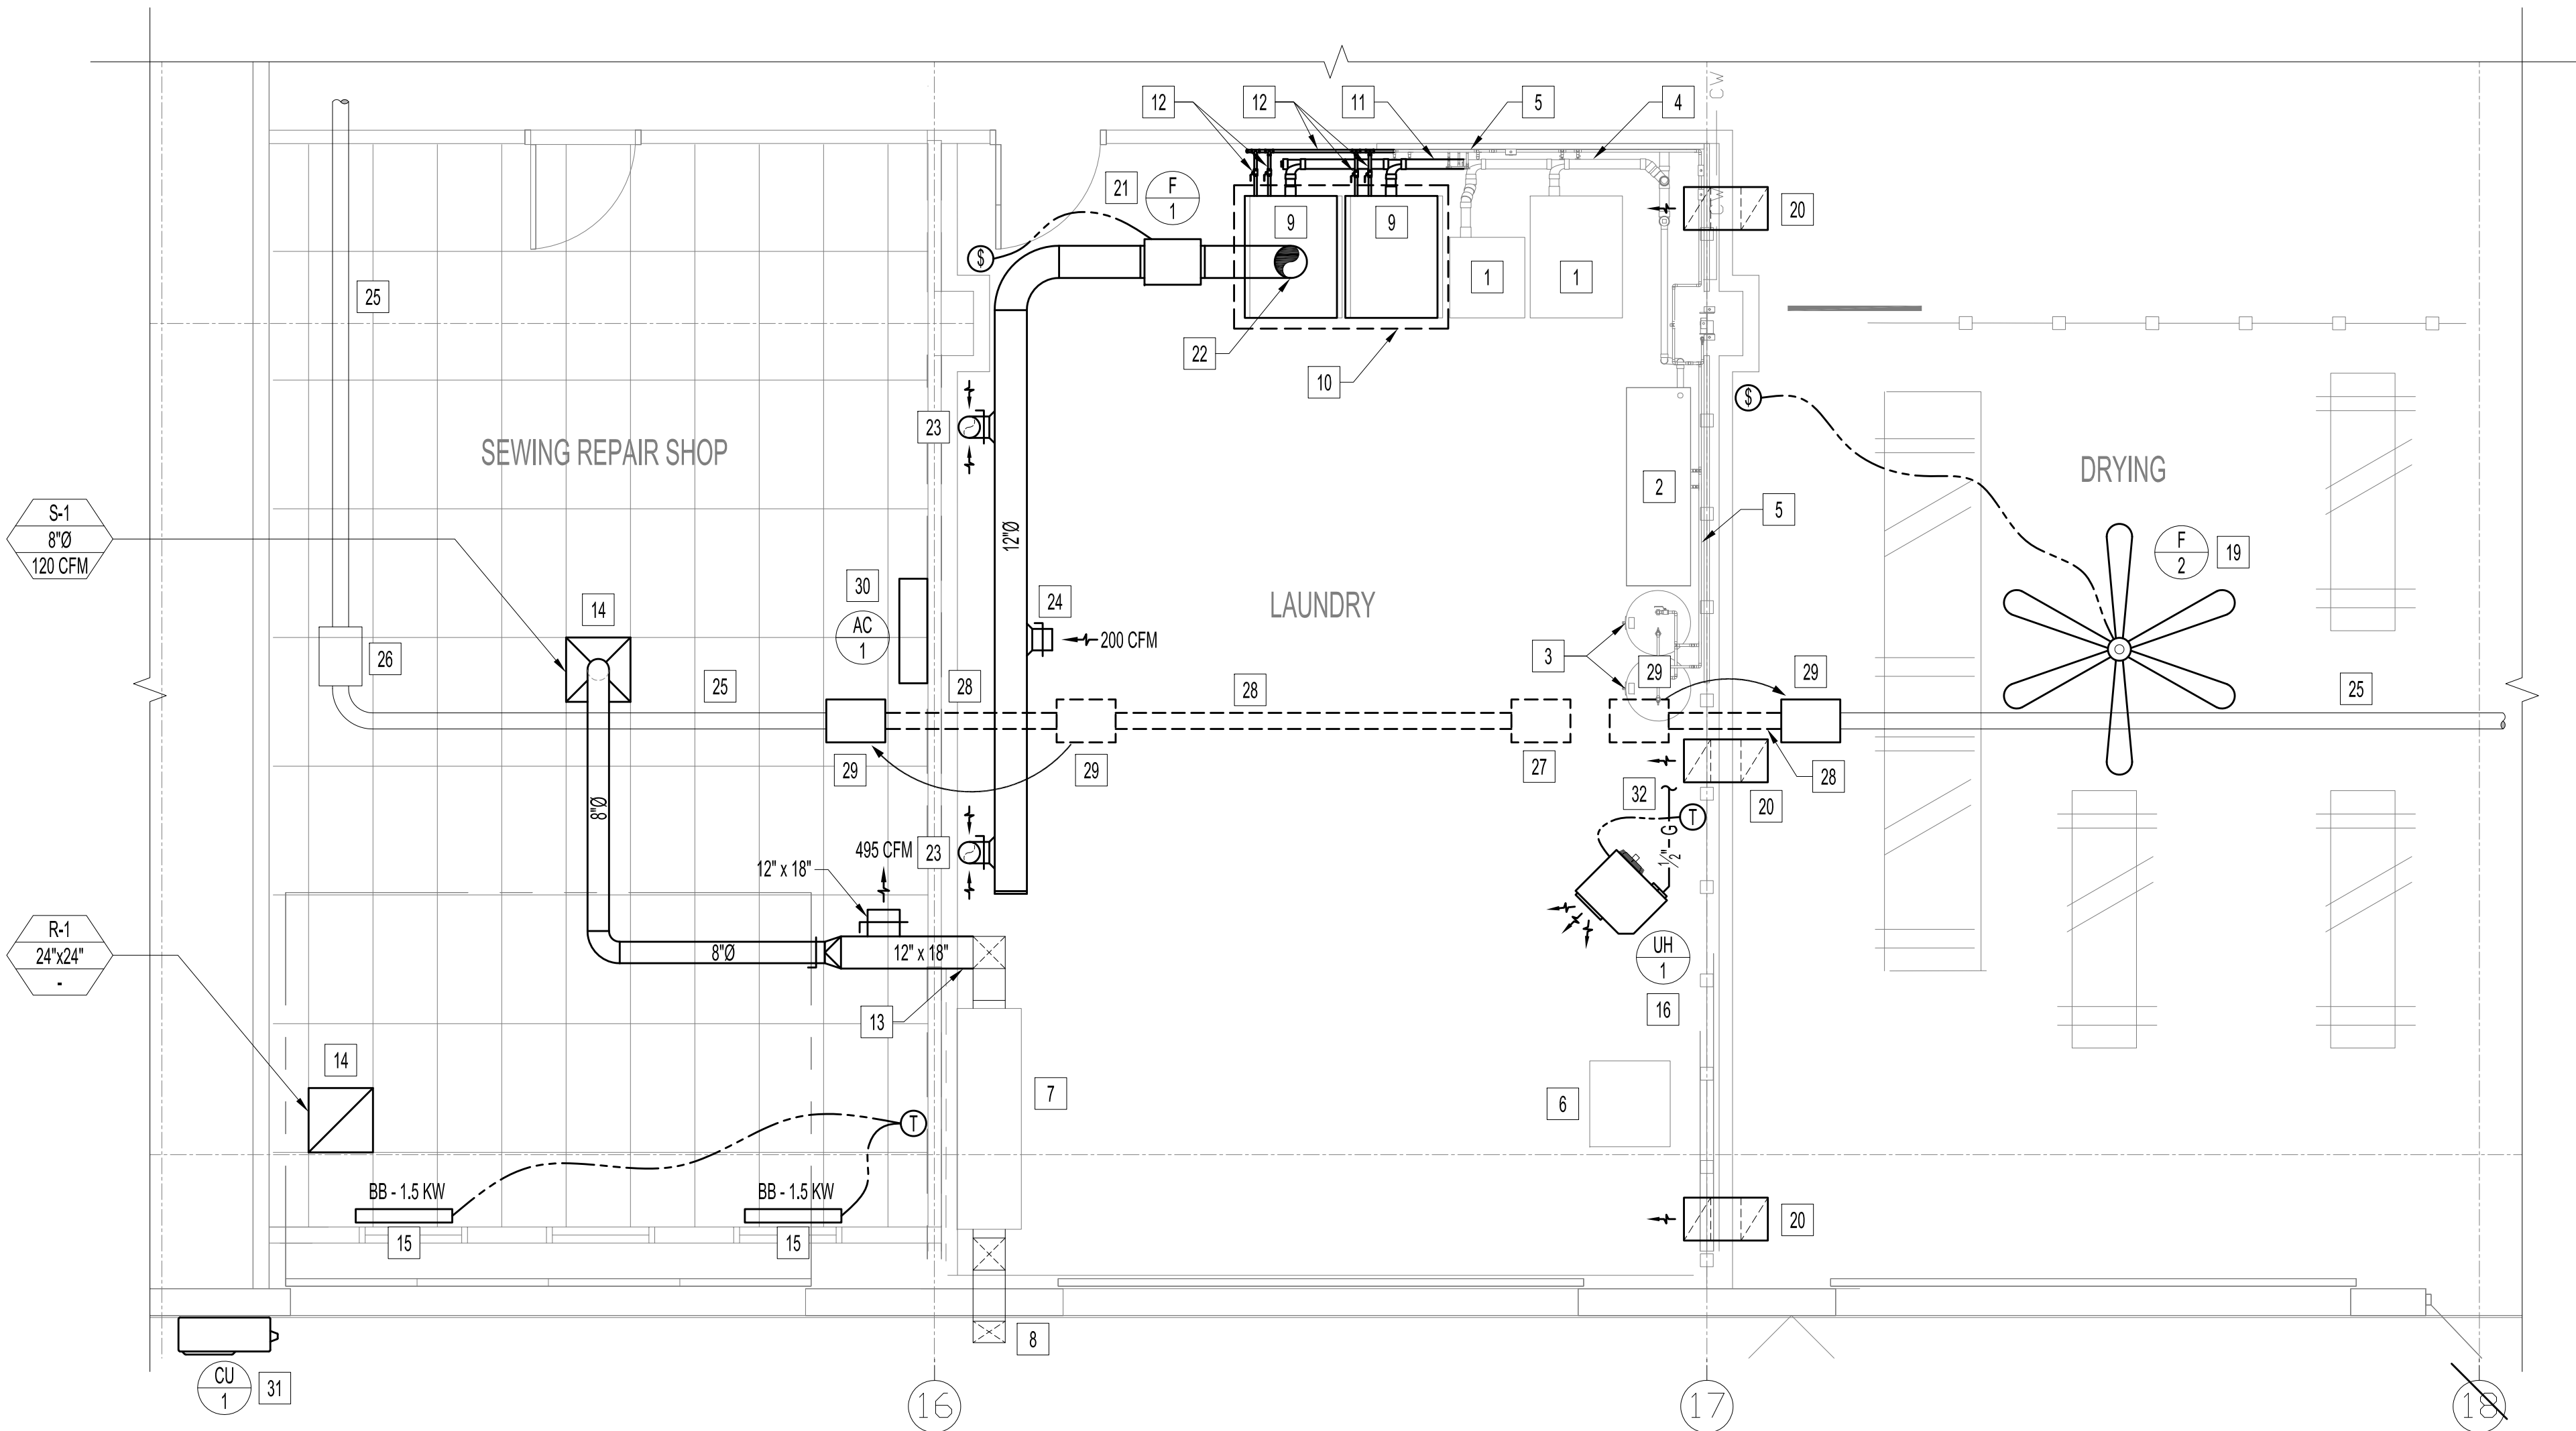 CW
12
12
11
5
4
21
F
1
9
9
CW
20
$
1
1
25
22
10
$
23
SEWING REPAIR SHOP
DRYING
2
S-1
8"Ø
120 CFM
12"Ø
5
F
2
19
30
14
24
LAUNDRY
AC
1
200 CFM
26
3
29
25
28
28
29
25
29
29
27
28
32
20
8"Ø
T
1/2"- G
495 CFM
23
12" x 18"
R-1
24"x24"
-
8"Ø
12" x 18"
UH
1
16
13
14
7
6
T
BB - 1.5 KW
BB - 1.5 KW
15
15
20
8
CU
1
31
16
17
18